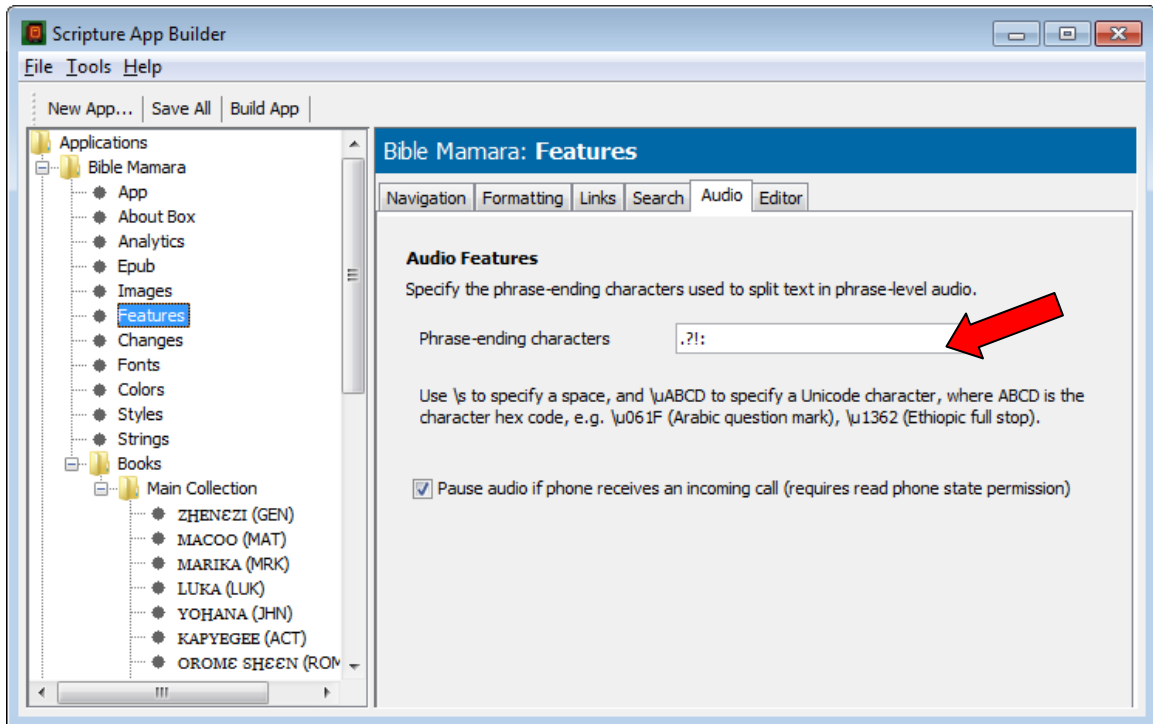 Scripture App Builder
File Tools Help
New App... Save All Build App
Applications
Bible Mamara
App
About Box
Analytics
Epub
Images
Features
Changes
Fonts
Colors
Styles
Strings
Books
Main Collection
ZHENƐZI (GEN)
MACOO (MAT)
MARIKA (MRK)
LUKA (LUK)
YOHANA (JHN)
KAPYEGEE (ACT)
OROMƐ SHƐƐN (ROM
Bible Mamara: Features
Navigation Formatting Links Search Audio Editor
Audio Features
Specify the phrase-ending characters used to split text in phrase-level audio.
Phrase-ending characters .?!:
Use \s to specify a space, and \uABCD to specify a Unicode character, where ABCD is the
character hex code, e.g. \u061F (Arabic question mark), \u1362 (Ethiopic full stop).
Pause audio if phone receives an incoming call (requires read phone state permission)